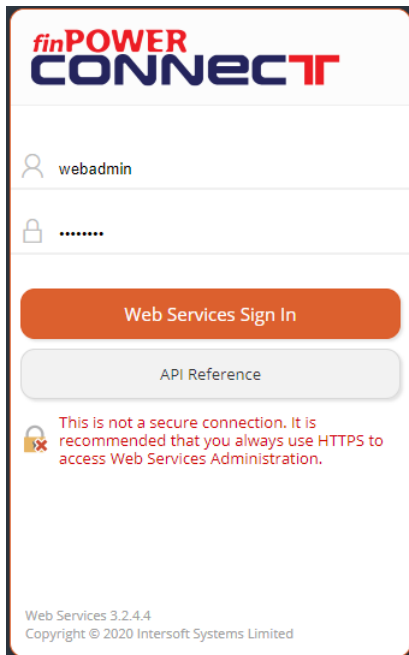 finPOWER
CONNECT
webadmin
••••••••
Web Services Sign In
API Reference
This is not a secure connection. It is
recommended that you always use HTTPS to
access Web Services Administration.
Web Services 3.2.4.4
Copyright © 2020 Intersoft Systems Limited